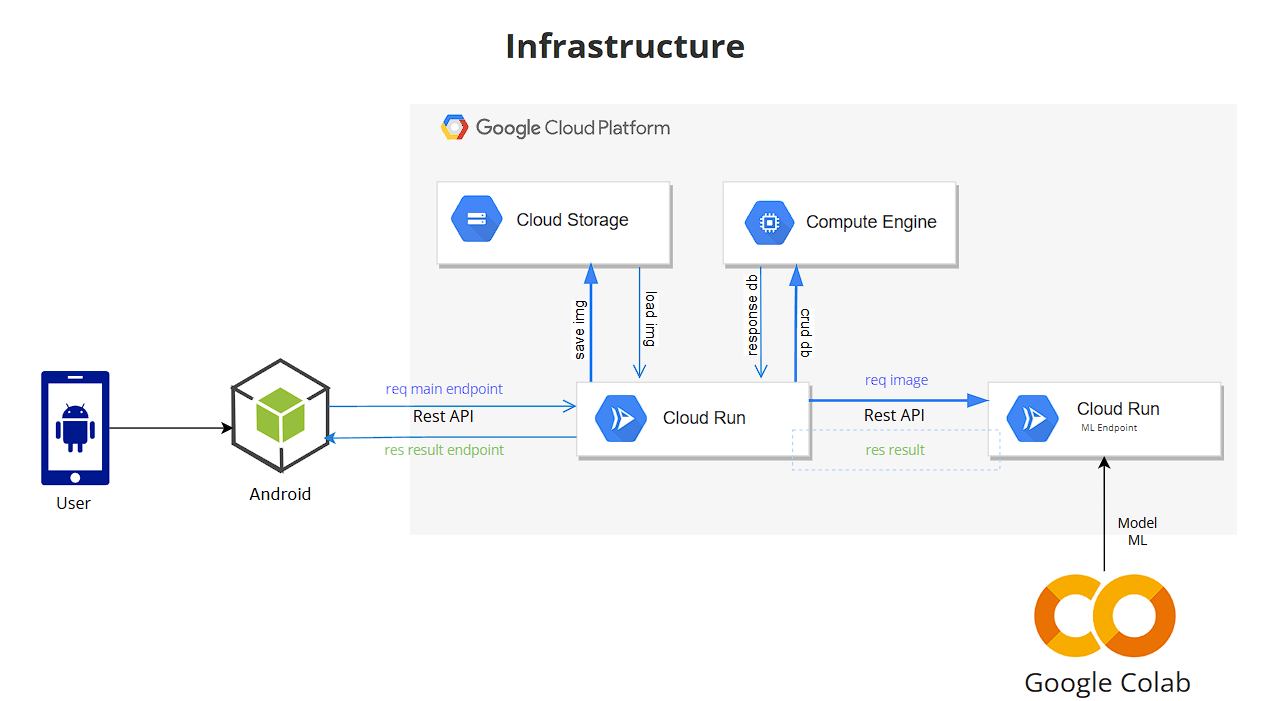 Infrastructure
Google Cloud Platform
Cloud Storage
Compute Engine
save img
load img
response db
crud db
req main endpoint
Rest API
res result endpoint
Cloud Run
req image
Rest API
res result
Cloud Run
ML Endpoint
User
Android
Model
ML
Google Colab